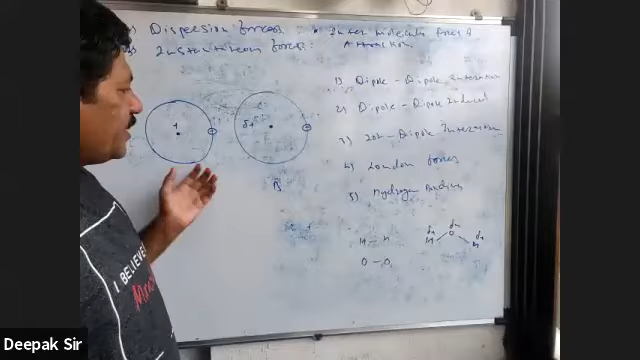 Dispersion forces : Inter molecular forces &
Instantaneous forces : Attraction
1) Dipole - Dipole Interaction
2) Dipole - Dipole Induced
3) Ion - Dipole Interaction
4) London forces
5) Hydrogen Bonding
+
δ+
H H
O - O
δ-
δ+ O δ+
H H
I BELIEVE
Deepak Sir